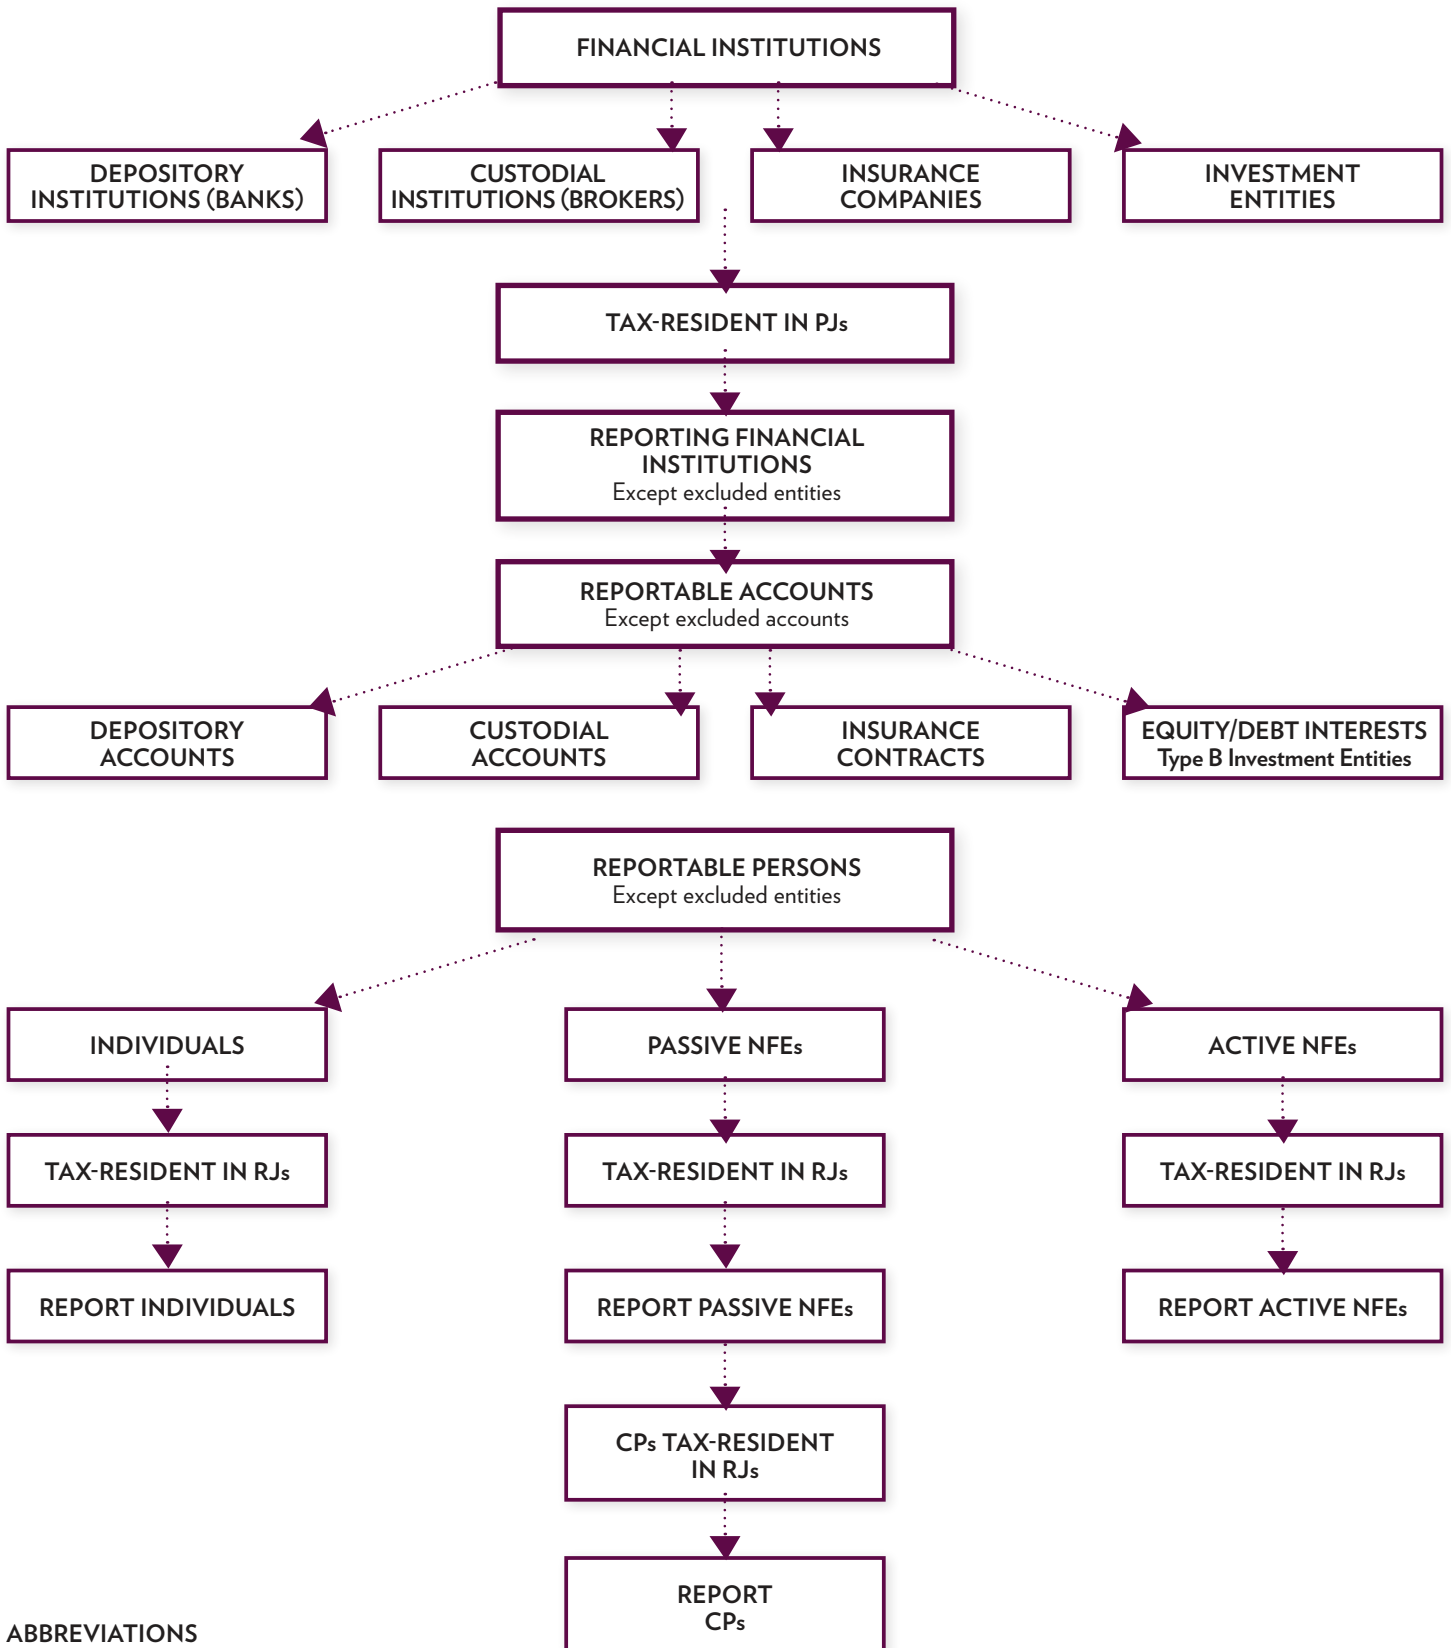 FINANCIAL INSTITUTIONS
DEPOSITORY
INSTITUTIONS (BANKS)
CUSTODIAL
INSTITUTIONS (BROKERS)
INSURANCE
COMPANIES
INVESTMENT
ENTITIES
TAX-RESIDENT IN PJs
REPORTING FINANCIAL
INSTITUTIONS
Except excluded entities
REPORTABLE ACCOUNTS
Except excluded accounts
DEPOSITORY
ACCOUNTS
CUSTODIAL
ACCOUNTS
INSURANCE
CONTRACTS
EQUITY/DEBT INTERESTS
Type B Investment Entities
REPORTABLE PERSONS
Except excluded entities
INDIVIDUALS
PASSIVE NFEs
ACTIVE NFEs
TAX-RESIDENT IN RJs
TAX-RESIDENT IN RJs
TAX-RESIDENT IN RJs
REPORT INDIVIDUALS
REPORT PASSIVE NFEs
REPORT ACTIVE NFEs
CPs TAX-RESIDENT
IN RJs
REPORT
CPs
ABBREVIATIONS